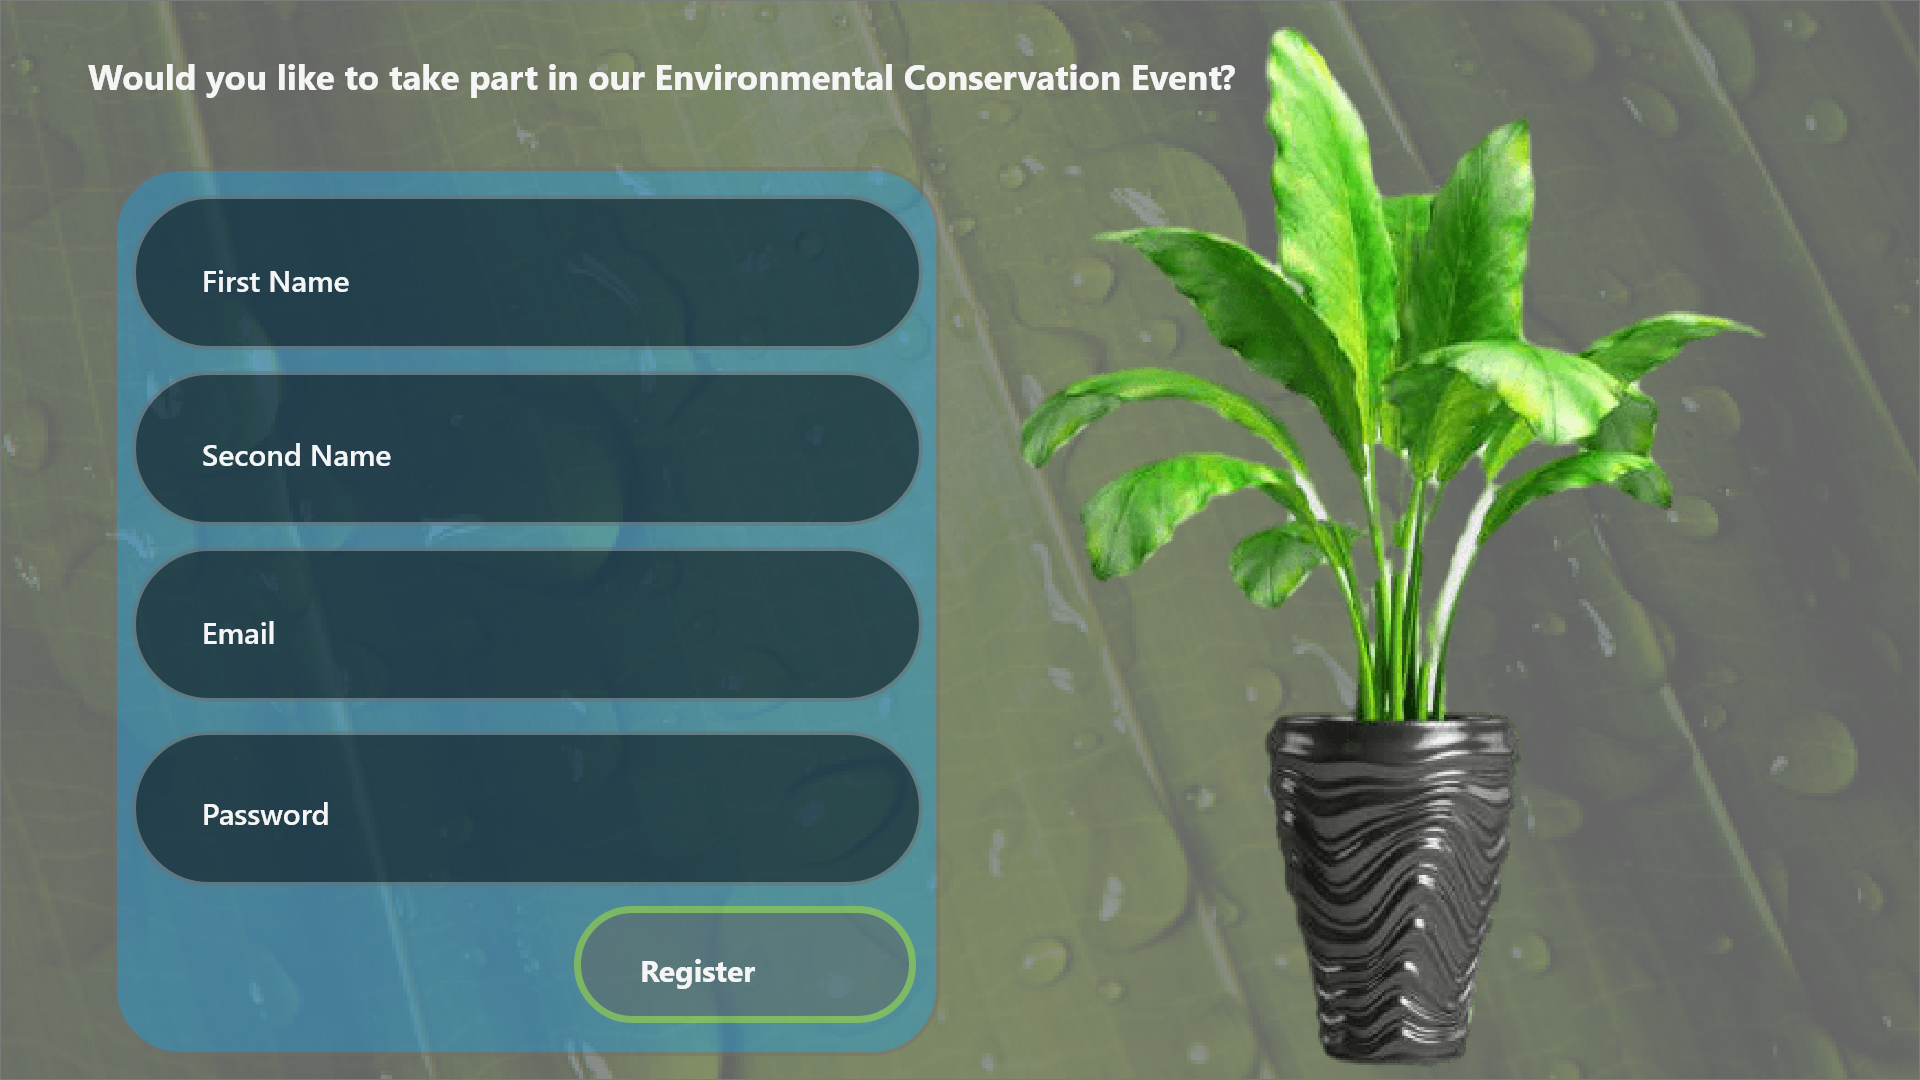 Would you like to take part in our Environmental Conservation Event?
First Name
Second Name
Email
Password
Register